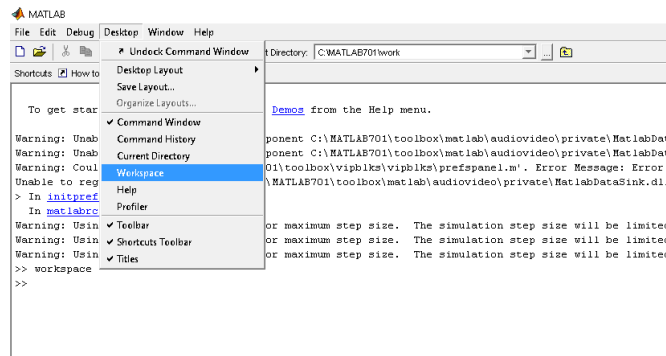 MATLAB
File Edit Debug Desktop Window Help
Undock Command Window
t Directory: C:\MATLAB701\work
...
Shortcuts How to
Desktop Layout
Save Layout...
Organize Layouts...
Command Window
Command History
Current Directory
Workspace
Help
Profiler
Toolbar
Shortcuts Toolbar
Titles
To get star Demos from the Help menu.
Warning: Unab ponent C:\MATLAB701\toolbox\matlab\audiovideo\private\MatlabDat
Warning: Unab ponent C:\MATLAB701\toolbox\matlab\audiovideo\private\MatlabDat
Warning: Coul 01\toolbox\vipblks\vipblks\prefspanel.m'. Error Message: Error
Unable to reg \MATLAB701\toolbox\matlab\audiovideo\private\MatlabDataSink.dl
> In initpref
In matlabrc
Warning: Usin or maximum step size. The simulation step size will be limited
Warning: Usin or maximum step size. The simulation step size will be limited
Warning: Usin or maximum step size. The simulation step size will be limited
>> workspace
>>